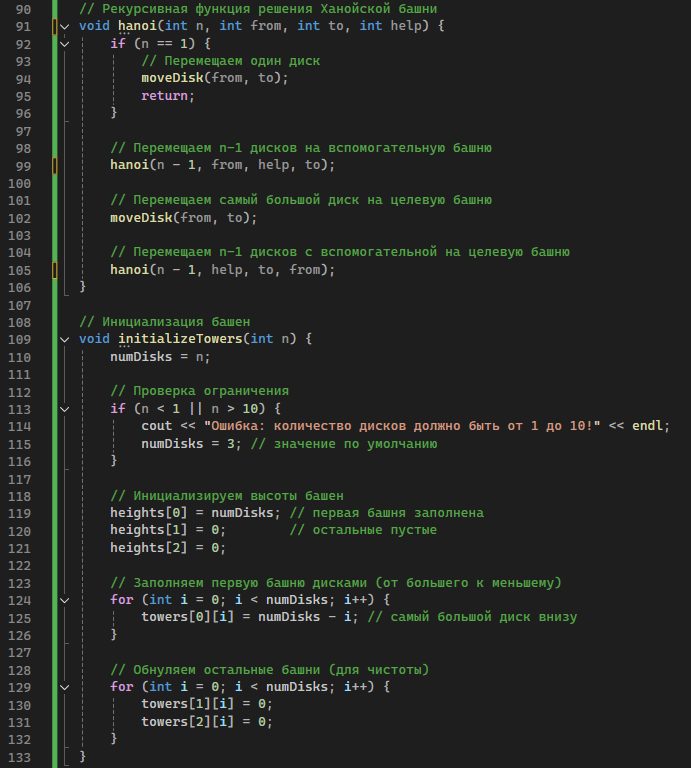 90 // Рекурсивная функция решения Ханойской башни
91 void hanoi(int n, int from, int to, int help) {
92     if (n == 1) {
93         // Перемещаем один диск
94         moveDisk(from, to);
95         return;
96     }
97
98     // Перемещаем n-1 дисков на вспомогательную башню
99     hanoi(n - 1, from, help, to);
100
101     // Перемещаем самый большой диск на целевую башню
102     moveDisk(from, to);
103
104     // Перемещаем n-1 дисков с вспомогательной на целевую башню
105     hanoi(n - 1, help, to, from);
106 }
107
108 // Инициализация башен
109 void initializeTowers(int n) {
110     numDisks = n;
111
112     // Проверка ограничения
113     if (n < 1 || n > 10) {
114         cout << "Ошибка: количество дисков должно быть от 1 до 10!" << endl;
115         numDisks = 3; // значение по умолчанию
116     }
117
118     // Инициализируем высоты башен
119     heights[0] = numDisks; // первая башня заполнена
120     heights[1] = 0;        // остальные пустые
121     heights[2] = 0;
122
123     // Заполняем первую башню дисками (от большего к меньшему)
124     for (int i = 0; i < numDisks; i++) {
125         towers[0][i] = numDisks - i; // самый большой диск внизу
126     }
127
128     // Обнуляем остальные башни (для чистоты)
129     for (int i = 0; i < numDisks; i++) {
130         towers[1][i] = 0;
131         towers[2][i] = 0;
132     }
133 }